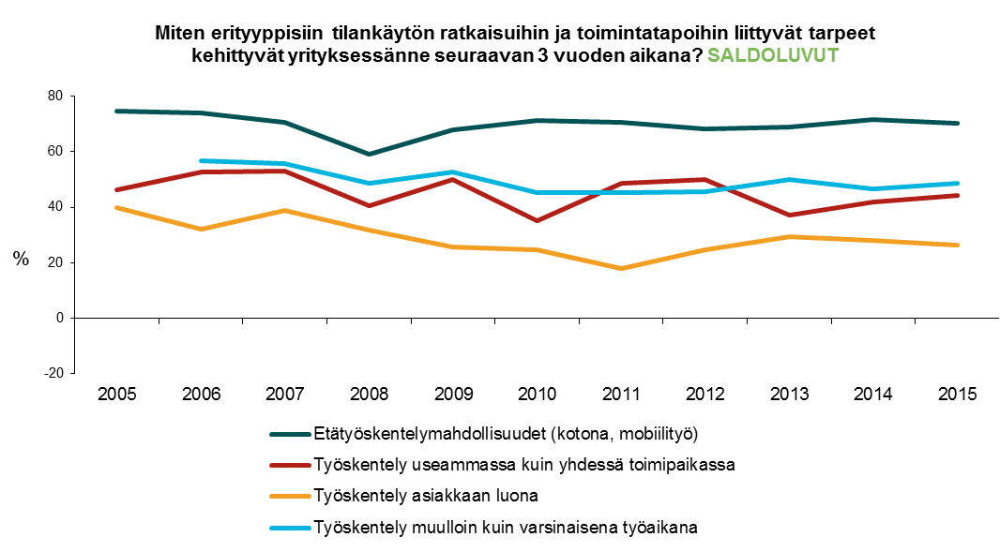 Miten erityyppisiin tilankäytön ratkaisuihin ja toimintatapoihin liittyvät tarpeet
kehittyvät yrityksessänne seuraavan 3 vuoden aikana? SALDOLUVUT
80
60
40
%
20
0
-20
2005 2006 2007 2008 2009 2010 2011 2012 2013 2014 2015
Etätyöskentelymahdollisuudet (kotona, mobiilityö)
Työskentely useammassa kuin yhdessä toimipaikassa
Työskentely asiakkaan luona
Työskentely muulloin kuin varsinaisena työaikana